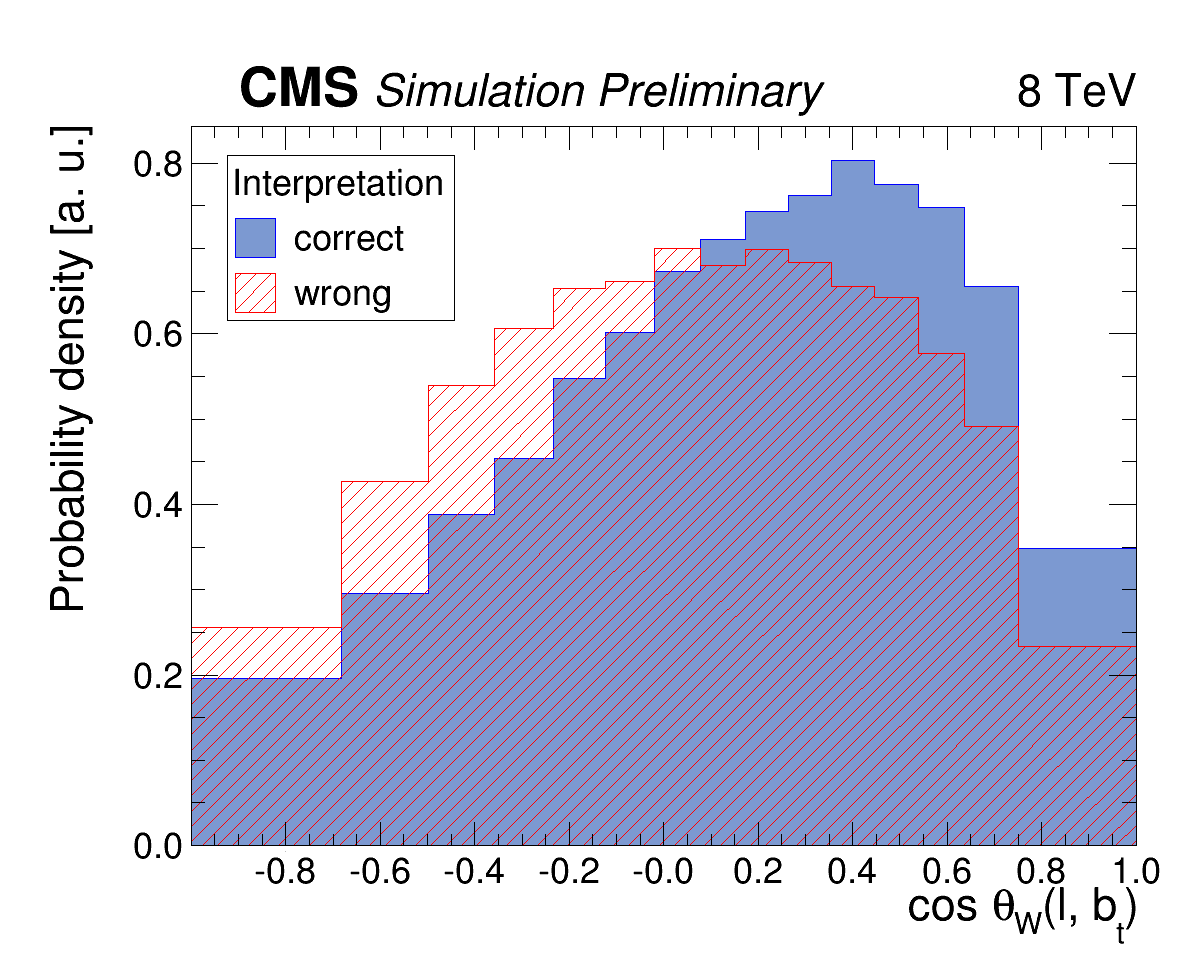 CMS Simulation Preliminary 8 TeV
Probability density [a. u.]
Interpretation
correct
wrong
0.8
0.6
0.4
0.2
0.0
-0.8 -0.6 -0.4 -0.2 -0.0 0.2 0.4 0.6 0.8 1.0
cos θW(l, bt)